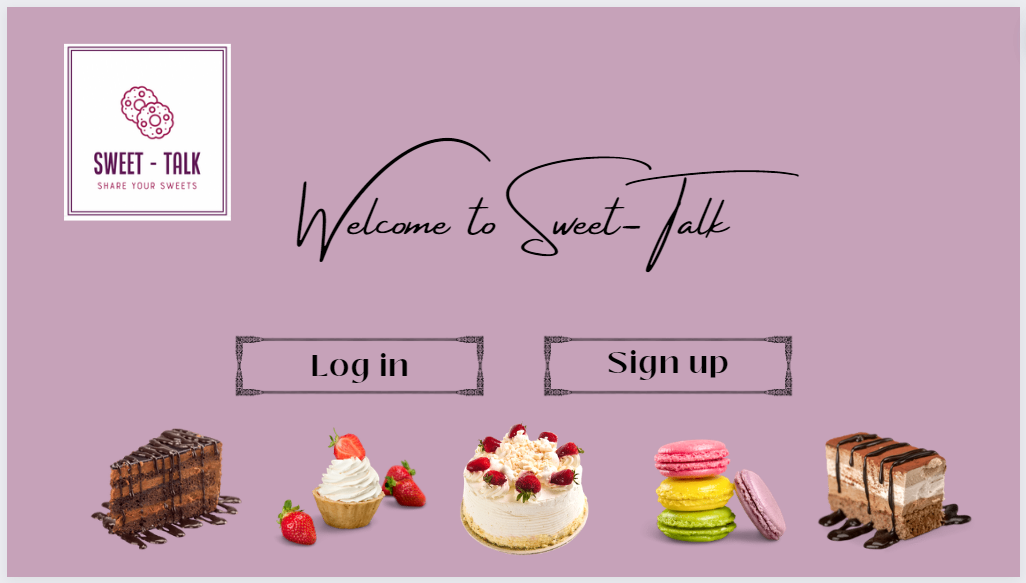 SWEET - TALK
SHARE YOUR SWEETS
Welcome to Sweet-Talk
Log in
Sign up